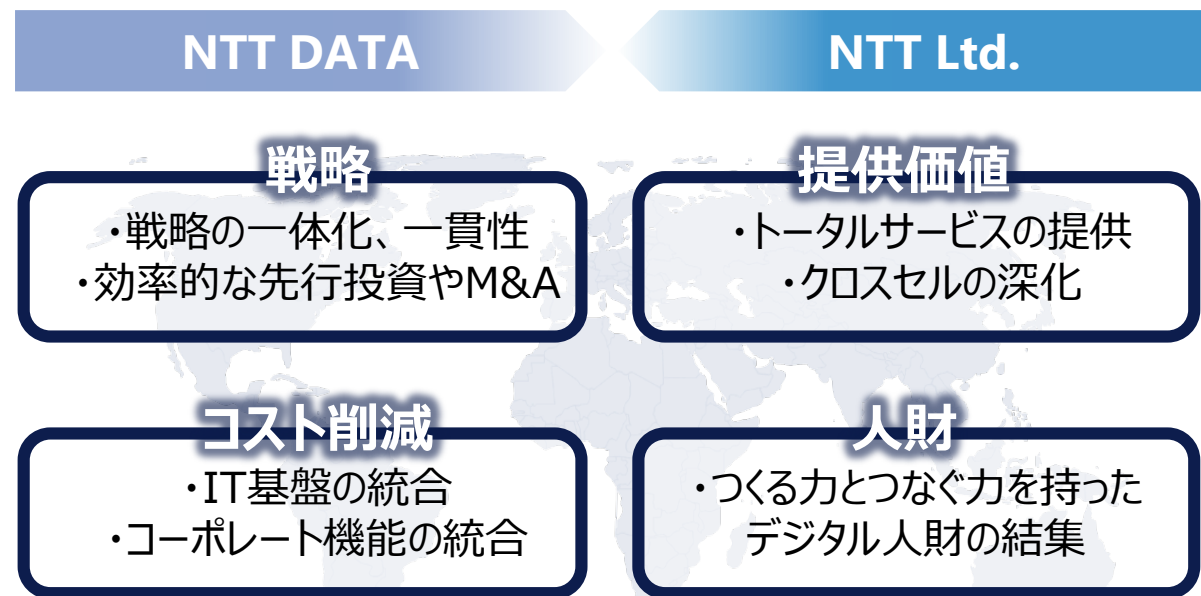 NTT DATA
NTT Ltd.
戦略
・戦略の一体化、一貫性
・効率的な先行投資やM&A
提供価値
・トータルサービスの提供
・クロスセルの深化
コスト削減
・IT基盤の統合
・コーポレート機能の統合
人財
・つくる力とつなぐ力を持った
デジタル人財の結集